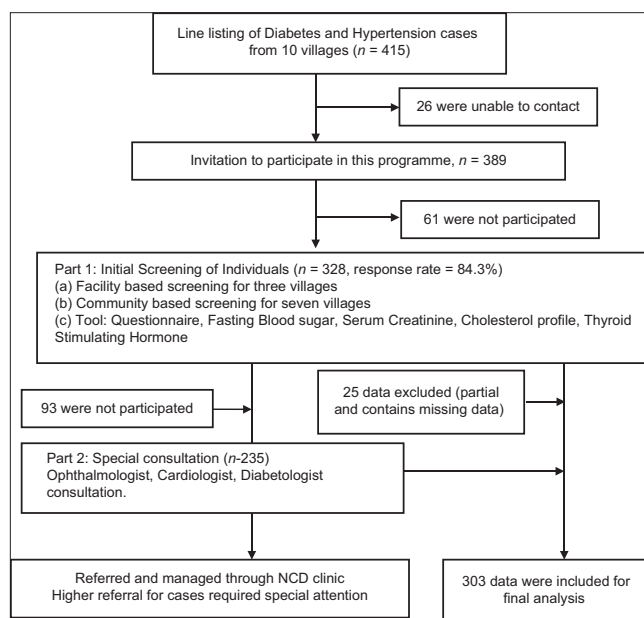 Line listing of Diabetes and Hypertension cases
from 10 villages (n = 415)
26 were unable to contact
Invitation to participate in this programme, n = 389
61 were not participated
Part 1: Initial Screening of Individuals (n = 328, response rate = 84.3%)
(a) Facility based screening for three villages
(b) Community based screening for seven villages
(c) Tool: Questionnaire, Fasting Blood sugar, Serum Creatinine, Cholesterol profile, Thyroid
Stimulating Hormone
93 were not participated
25 data excluded (partial
and contains missing data)
Part 2: Special consultation (n-235)
Ophthalmologist, Cardiologist, Diabetologist
consultation.
Referred and managed through NCD clinic
Higher referral for cases required special attention
303 data were included for
final analysis